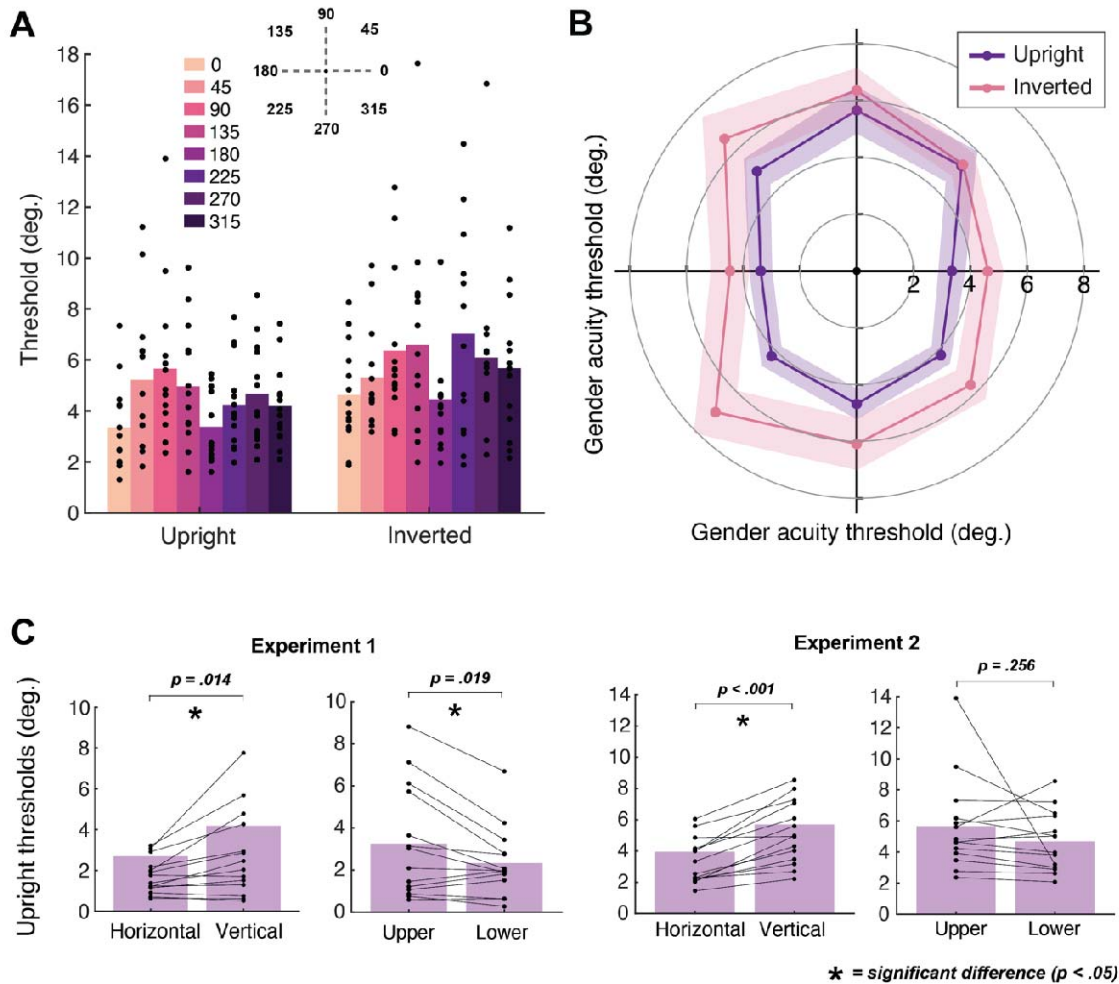 A
90
135
45
180
0
225
315
270
0
45
90
135
180
225
270
315
Threshold (deg.)
18
16
14
12
10
8
6
4
2
0
Upright
Inverted
B
Upright
Inverted
Gender acuity threshold (deg.)
2
4
6
8
Gender acuity threshold (deg.)
C
Experiment 1
Experiment 2
Upright thresholds (deg.)
p = .014
*
10
8
6
4
2
0
Horizontal Vertical
p = .019
*
10
8
6
4
2
0
Upper Lower
p < .001
*
14
12
10
8
6
4
2
0
Horizontal Vertical
p = .256
14
12
10
8
6
4
2
0
Upper Lower
* = significant difference (p < .05)